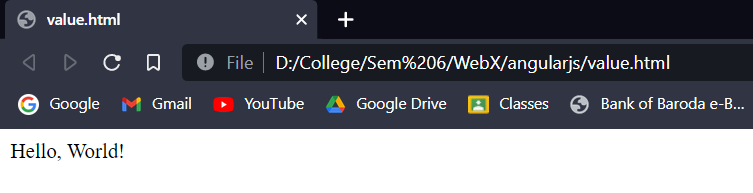 value.html
File D:/College/Sem%206/WebX/angularjs/value.html
Google Gmail YouTube Google Drive Classes Bank of Baroda e-B...
Hello, World!